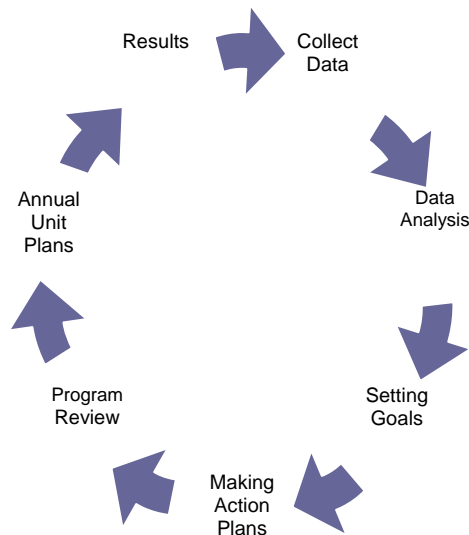 Results
Collect
Data
Data
Analysis
Setting
Goals
Making
Action
Plans
Program
Review
Annual
Unit
Plans